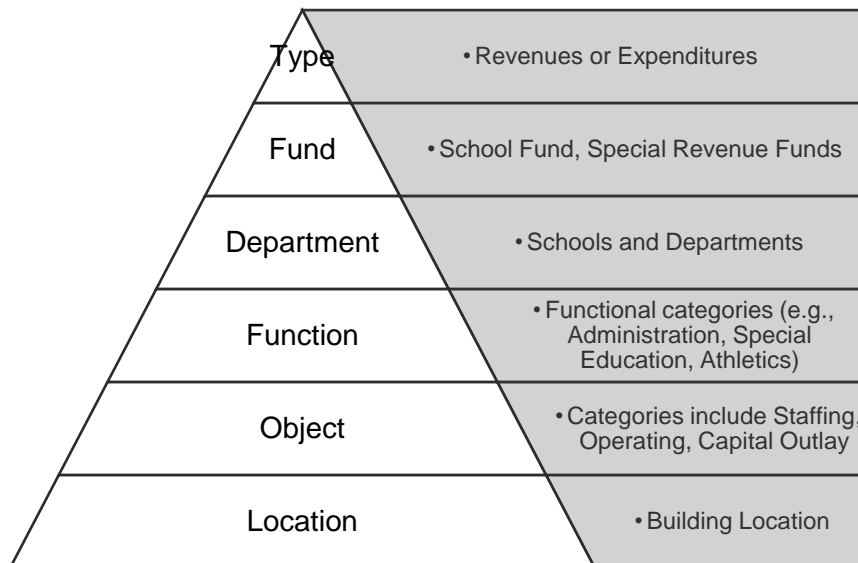 Type
• Revenues or Expenditures
Fund
• School Fund, Special Revenue Funds
Department
• Schools and Departments
Function
• Functional categories (e.g.,
Administration, Special
Education, Athletics)
Object
• Categories include Staffing,
Operating, Capital Outlay
Location
• Building Location